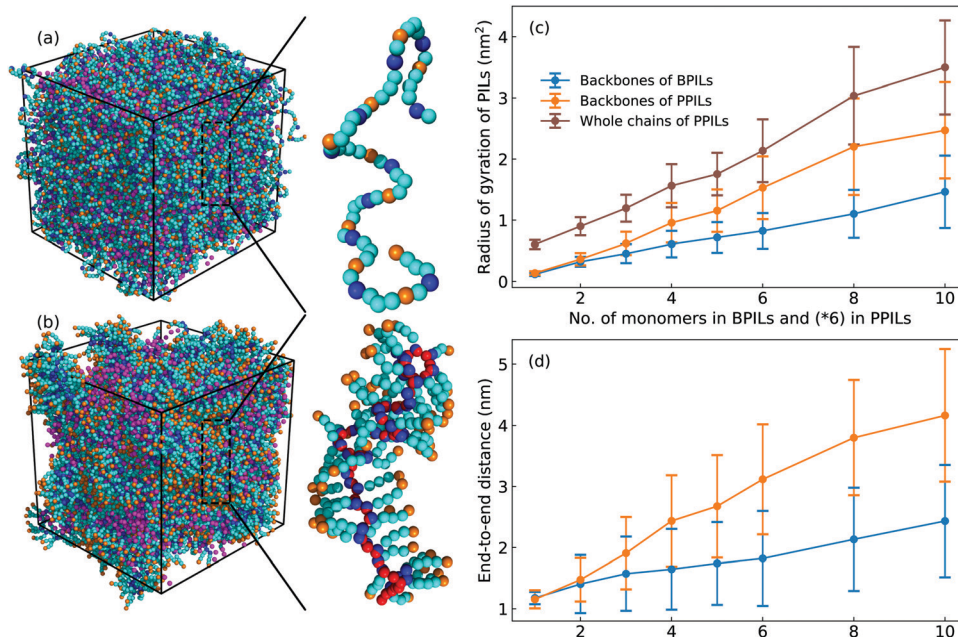 (a)
(b)
(c)
Radius of gyration of PILs (nm²)
4
3
2
1
0
Backbones of BPILs
Backbones of PPILs
Whole chains of PPILs
2 4 6 8 10
No. of monomers in BPILs and (*6) in PPILs
(d)
End-to-end distance (nm)
5
4
3
2
1
2 4 6 8 10